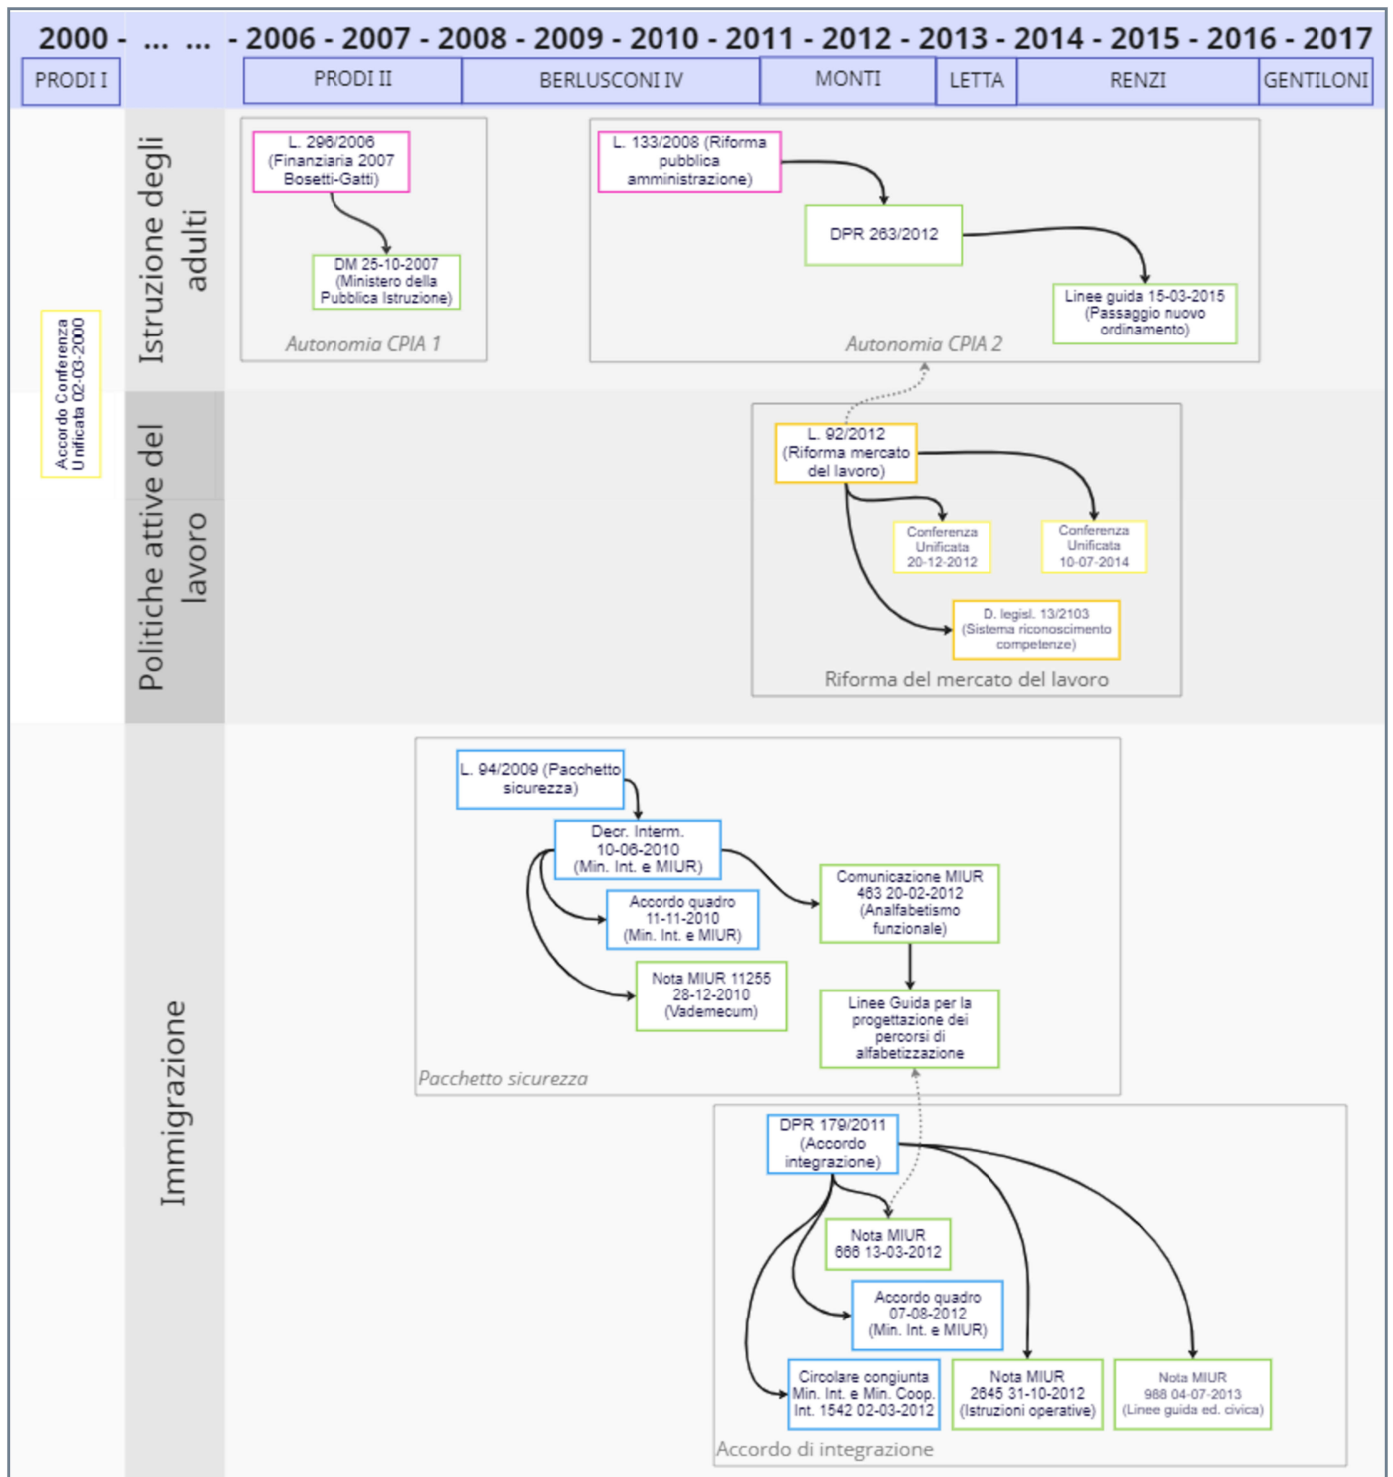 2000 - ... ... - 2006 - 2007 - 2008 - 2009 - 2010 - 2011 - 2012 - 2013 - 2014 - 2015 - 2016 - 2017
PRODI I
PRODI II
BERLUSCONI IV
MONTI
LETTA
RENZI
GENTILONI
Accordo Conferenza
Unificata 02-03-2000
Istruzione degli
adulti
L. 296/2006
(Finanziaria 2007
Bosetti-Gatti)
DM 25-10-2007
(Ministero della
Pubblica Istruzione)
Autonomia CPIA 1
L. 133/2008 (Riforma
pubblica
amministrazione)
DPR 263/2012
Linee guida 15-03-2015
(Passaggio nuovo
ordinamento)
Autonomia CPIA 2
Politiche attive del
lavoro
L. 92/2012
(Riforma mercato
del lavoro)
Conferenza
Unificata
20-12-2012
Conferenza
Unificata
10-07-2014
D. legisl. 13/2103
(Sistema riconoscimento
competenze)
Riforma del mercato del lavoro
Immigrazione
L. 94/2009 (Pacchetto
sicurezza)
Decr. Interm.
10-06-2010
(Min. Int. e MIUR)
Accordo quadro
11-11-2010
(Min. Int. e MIUR)
Nota MIUR 11255
28-12-2010
(Vademecum)
Comunicazione MIUR
463 20-02-2012
(Analfabetismo
funzionale)
Linee Guida per la
progettazione dei
percorsi di
alfabetizzazione
Pacchetto sicurezza
DPR 179/2011
(Accordo
integrazione)
Nota MIUR
666 13-03-2012
Accordo quadro
07-08-2012
(Min. Int. e MIUR)
Circolare congiunta
Min. Int. e Min. Coop.
Int. 1542 02-03-2012
Nota MIUR
2645 31-10-2012
(Istruzioni operative)
Nota MIUR
988 04-07-2013
(Linee guida ed. civica)
Accordo di integrazione